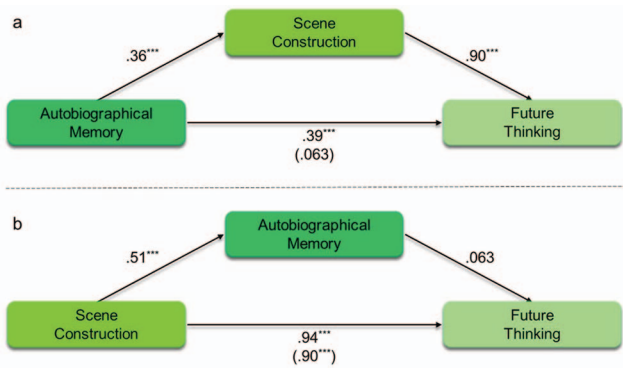 a
Scene
Construction
.36***
.90***
Autobiographical
Memory
.39***
(.063)
Future
Thinking
b
Autobiographical
Memory
.51***
.063
Scene
Construction
.94***
(.90***)
Future
Thinking